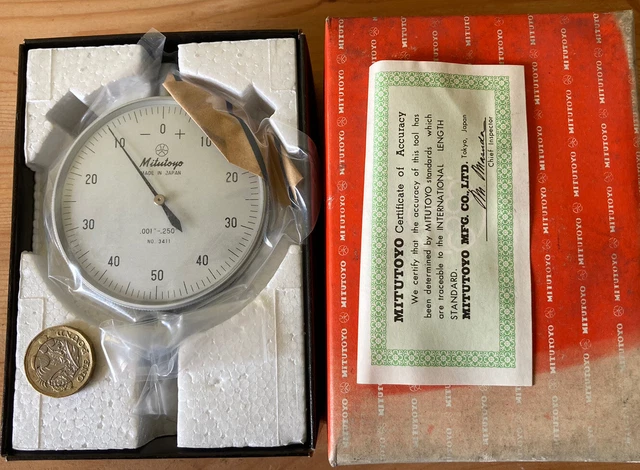 - 0 +
10 10
20 20
30 30
40 40
50
Mitutoyo
MADE IN JAPAN
.001"-.250"
NO 3411
MITUTOYO Certificate of Accuracy
We certify that the accuracy of this tool has
been determined by MITUTOYO standards which
are traceable to the INTERNATIONAL LENGTH
STANDARD.
MITUTOYO MFG. CO., LTD. Tokyo, Japan
Chief Inspector
MITUTOYO